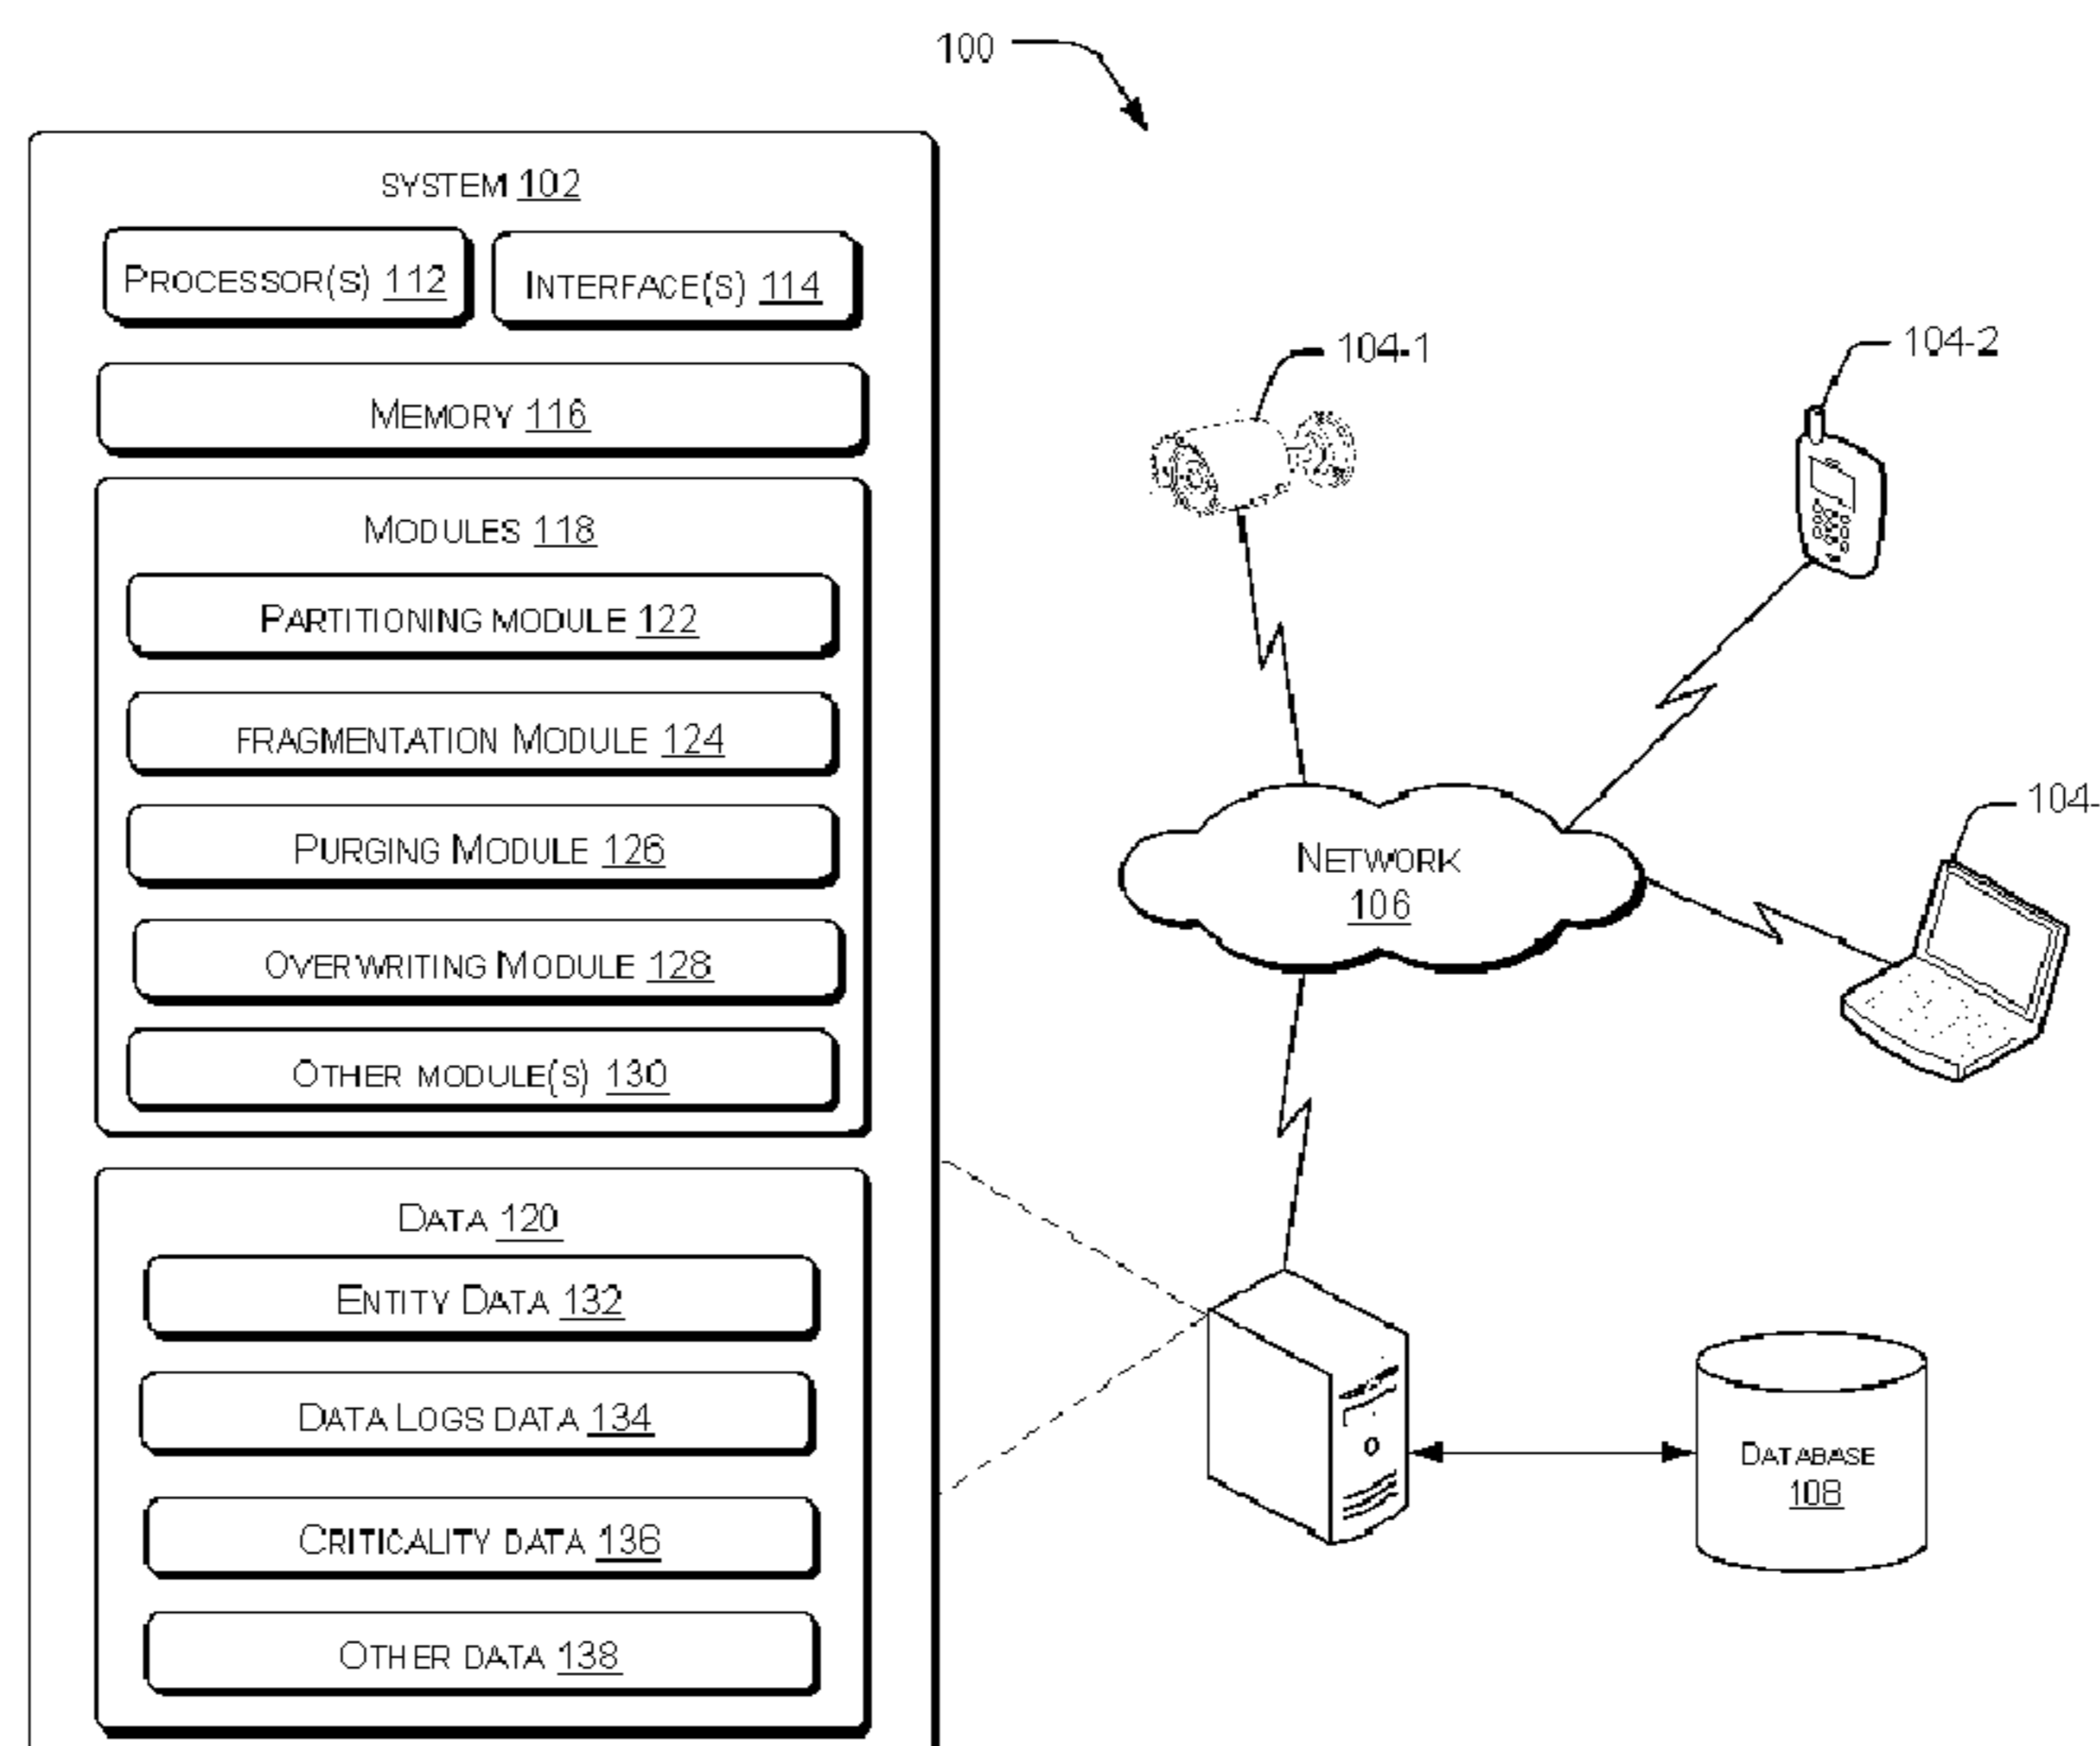 100
SYSTEM 102
PROCESSOR(S) 112
INTERFACE(S) 114
MEMORY 116
MODULES 118
PARTITIONING MODULE 122
FRAGMENTATION MODULE 124
PURGING MODULE 126
OVERWRITING MODULE 128
OTHER MODULE(S) 130
DATA 120
ENTITY DATA 132
DATA LOGS DATA 134
CRITICALITY DATA 136
OTHER DATA 138
104-1
104-2
104-
NETWORK
106
DATABASE
108